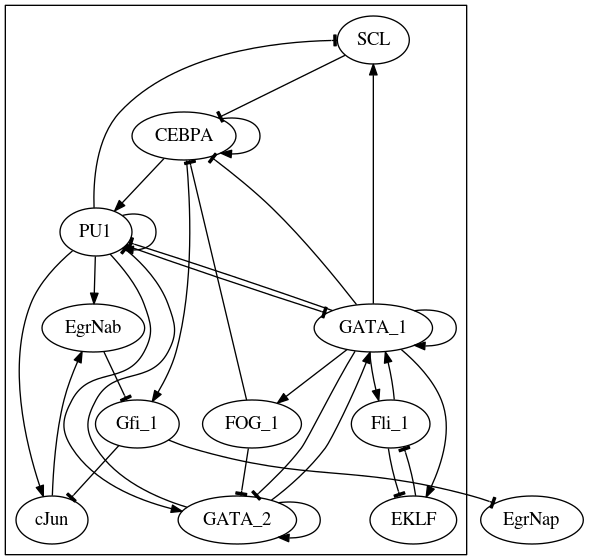 SCL
CEBPA
PU1
EgrNab
GATA_1
Gfi_1
FOG_1
Fli_1
cJun
GATA_2
EKLF
EgrNap